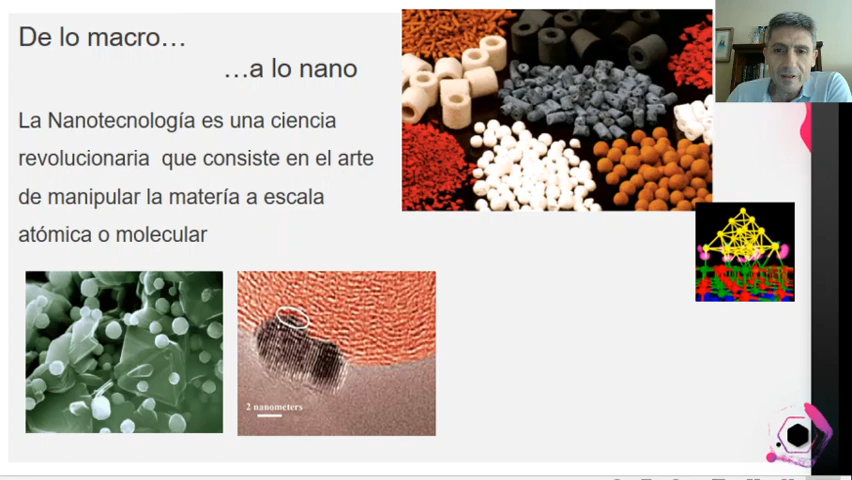 De lo macro…
…a lo nano
La Nanotecnología es una ciencia
revolucionaria que consiste en el arte
de manipular la matería a escala
atómica o molecular
2 nanometers